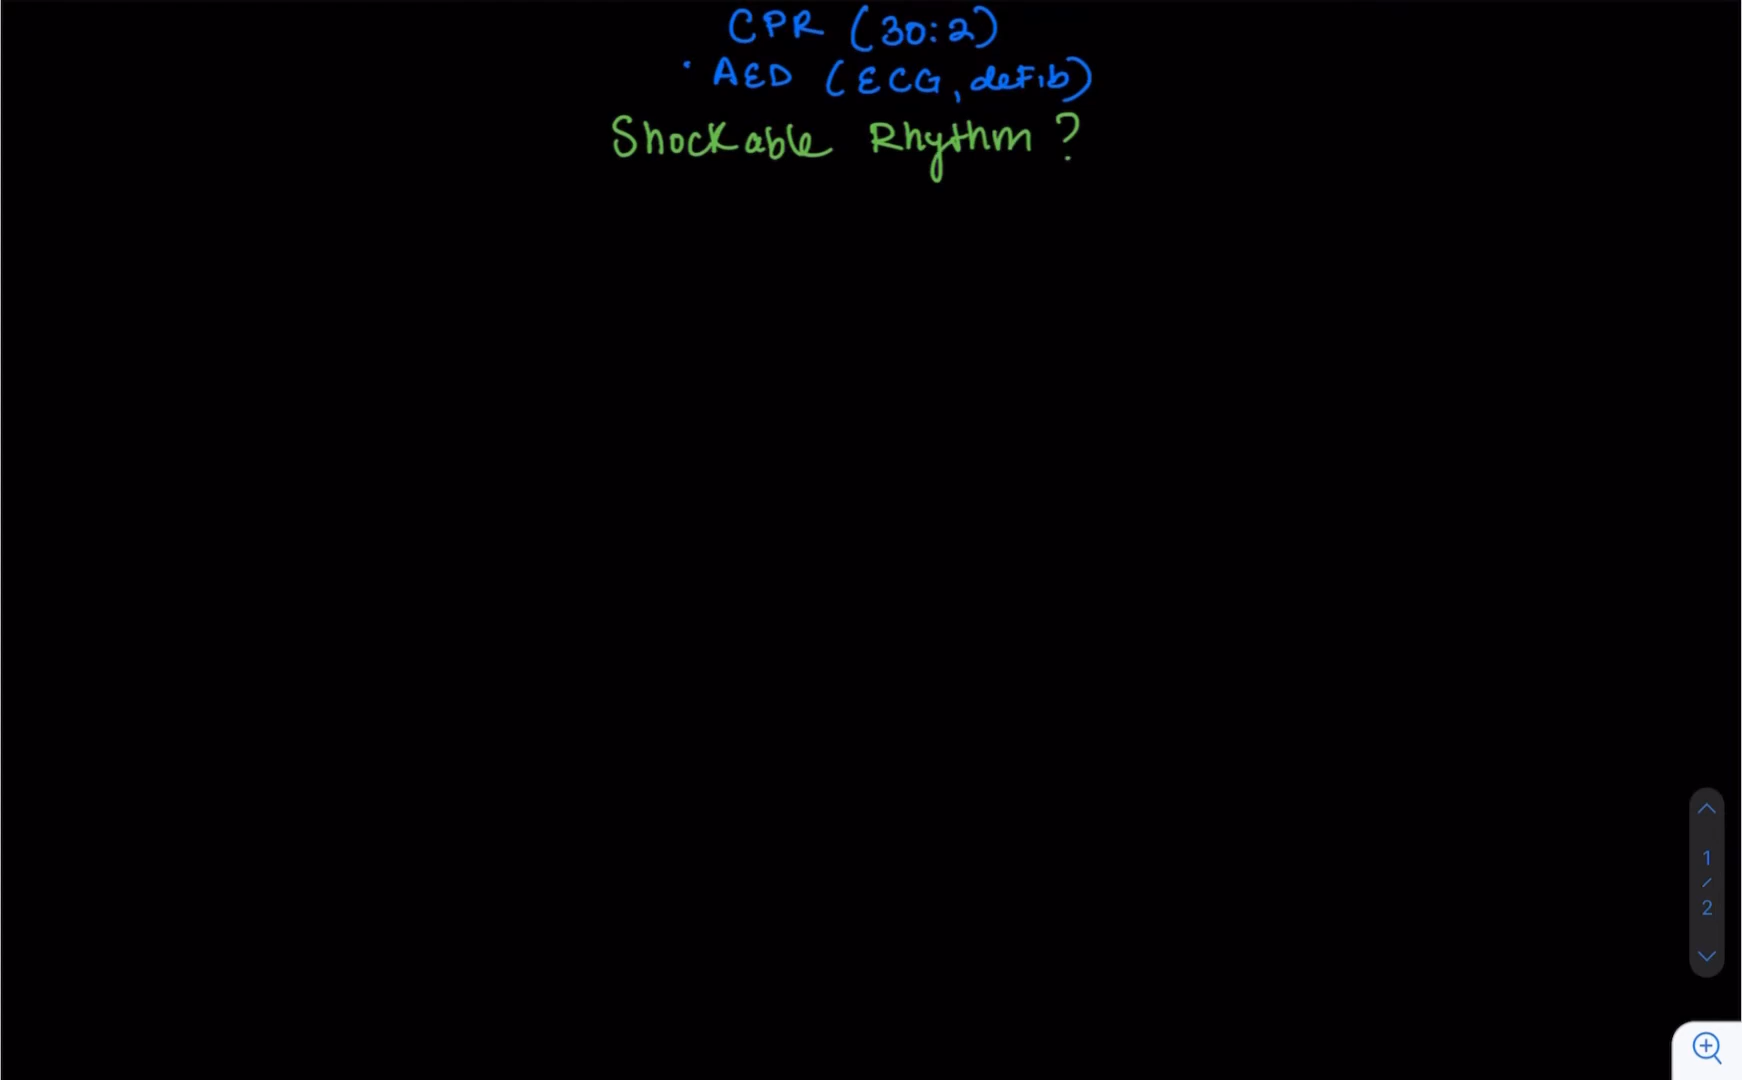 CPR (30:2)
· AED (ECG, defib)
Shockable Rhythm?
1
/
2